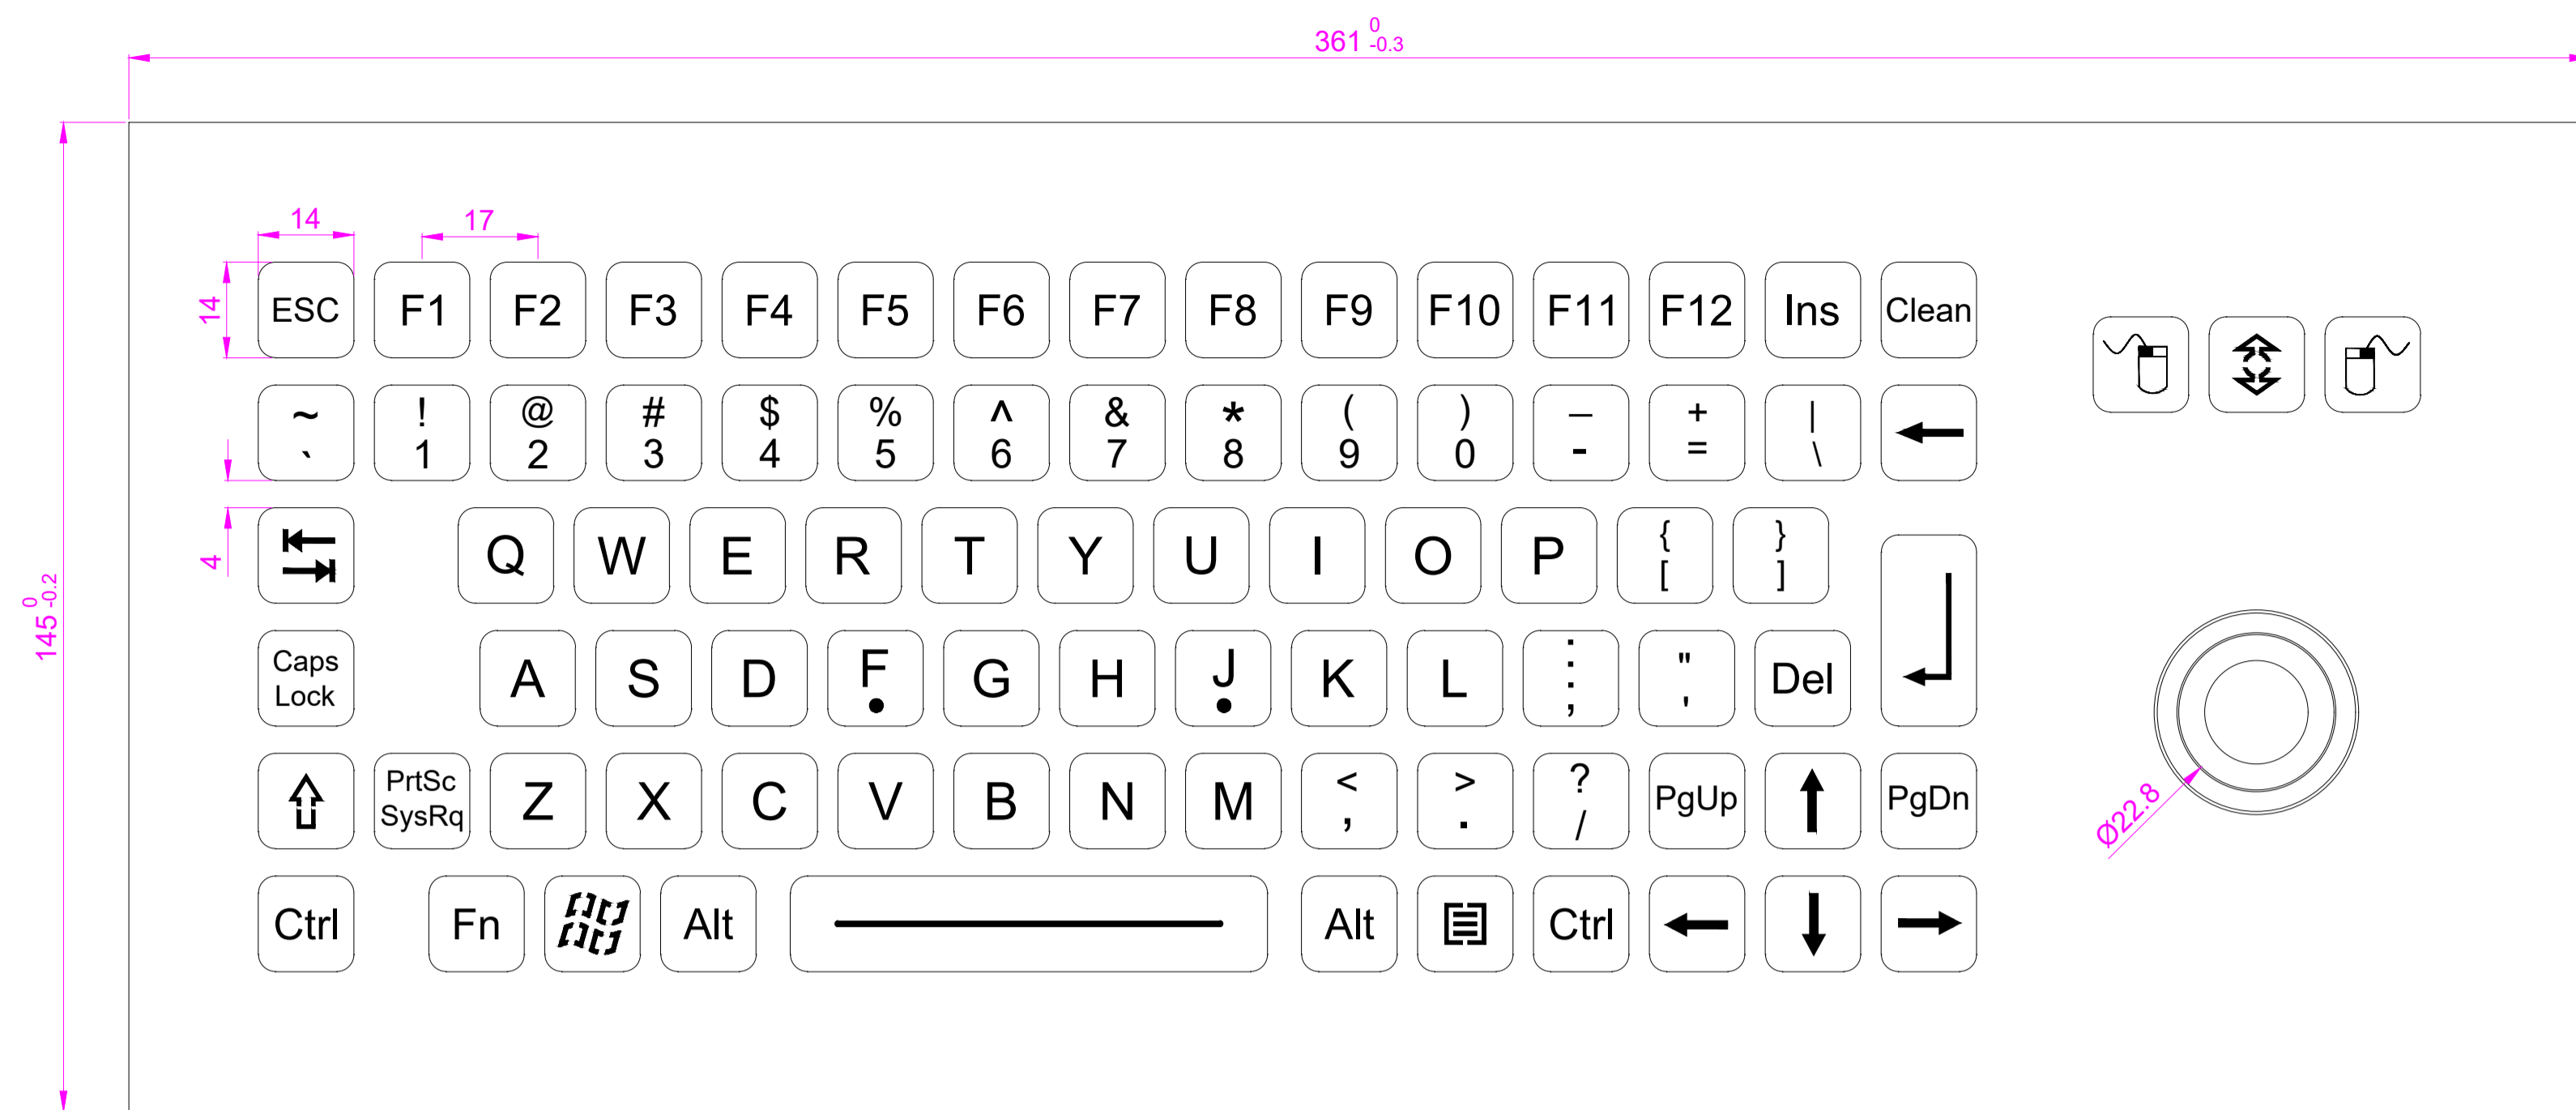 361 0 -0.3
14 17
14
ESC F1 F2 F3 F4 F5 F6 F7 F8 F9 F10 F11 F12 Ins Clean
~ ! @ # $ % ^ & * ( ) _ + |
` 1 2 3 4 5 6 7 8 9 0 - = \
4
Q W E R T Y U I O P { }
[ ]
145 0 -0.2
Caps
Lock
A S D F G H J K L : " Del
; '
PrtSc
SysRq
Z X C V B N M < > ? PgUp PgDn
, . /
Ø22.8
Ctrl Fn Alt Alt Ctrl